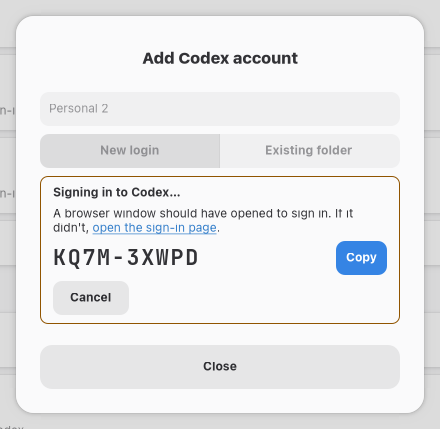 Add Codex account
Personal 2
New login
Existing folder
Signing in to Codex...
A browser window should have opened to sign in. If it
didn't, open the sign-in page.
KQ7M-3XWPD
Copy
Cancel
Close